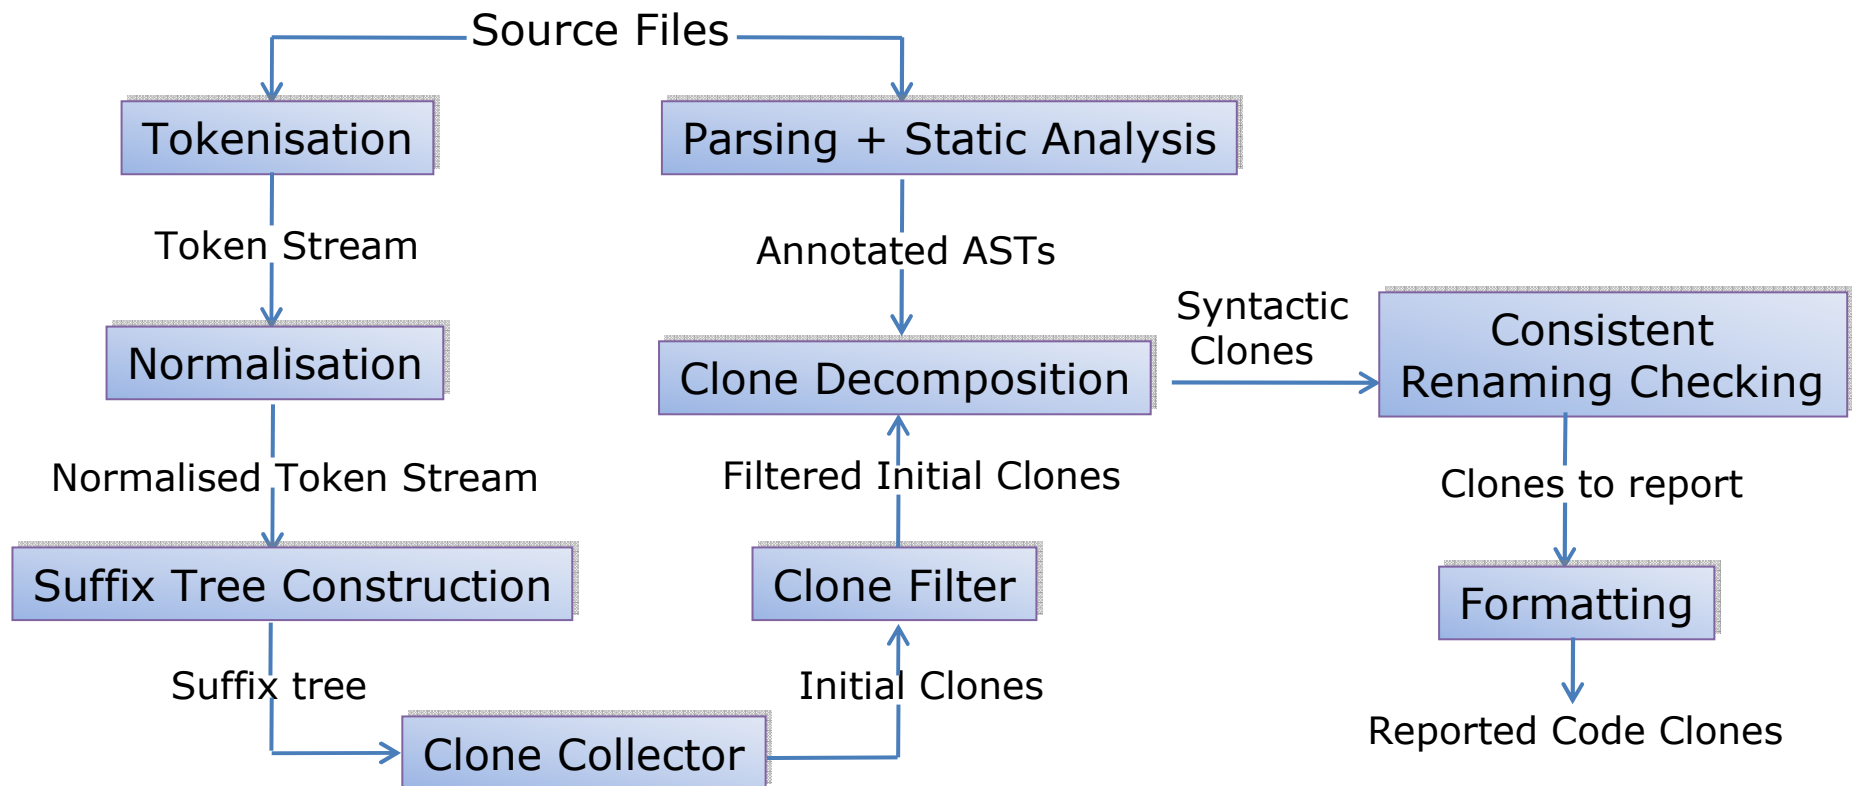 Source Files
Tokenisation
Parsing + Static Analysis
Token Stream
Annotated ASTs
Syntactic
Clones
Normalisation
Clone Decomposition
Consistent
Renaming Checking
Normalised Token Stream
Filtered Initial Clones
Clones to report
Suffix Tree Construction
Clone Filter
Formatting
Suffix tree
Initial Clones
Clone Collector
Reported Code Clones